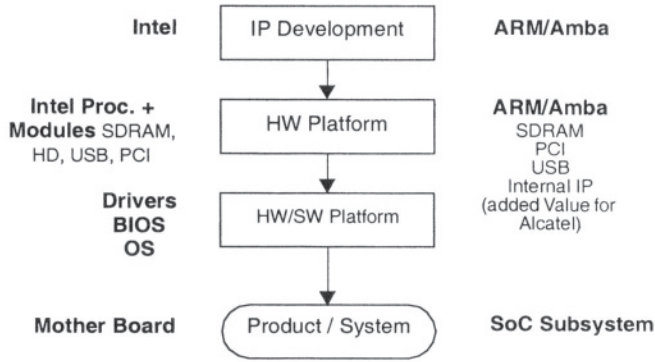 Intel
IP Development
ARM/Amba
Intel Proc. +
Modules SDRAM,
HD, USB, PCI
HW Platform
ARM/Amba
SDRAM
PCI
USB
Internal IP
(added Value for
Alcatel)
Drivers
BIOS
OS
HW/SW Platform
Mother Board
Product / System
SoC Subsystem